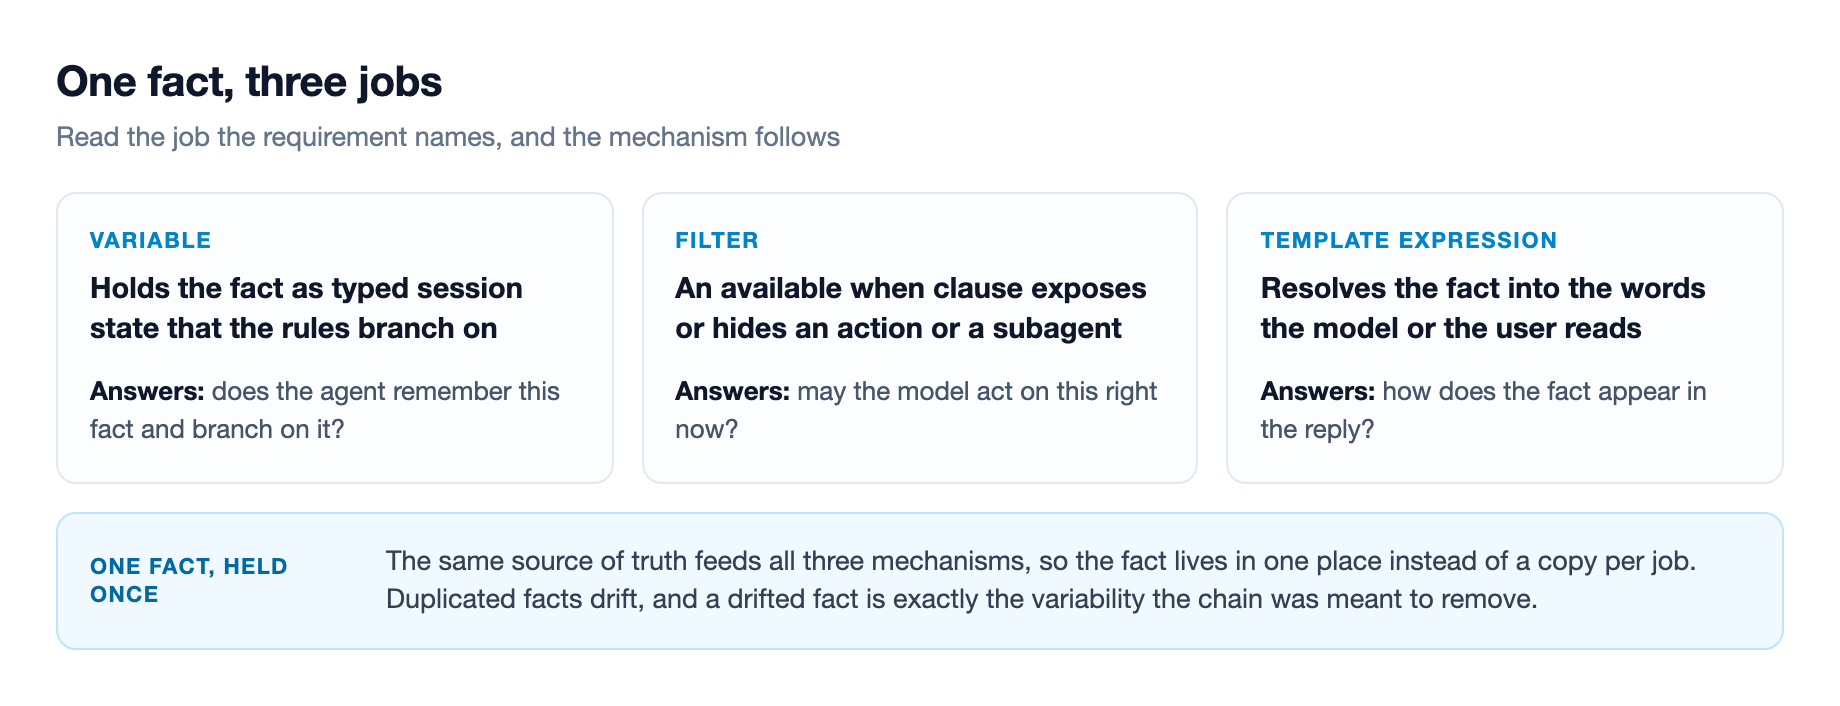 One fact, three jobs
Read the job the requirement names, and the mechanism follows
VARIABLE
Holds the fact as typed session
state that the rules branch on
Answers: does the agent remember this
fact and branch on it?
FILTER
An available when clause exposes
or hides an action or a subagent
Answers: may the model act on this right
now?
TEMPLATE EXPRESSION
Resolves the fact into the words
the model or the user reads
Answers: how does the fact appear in
the reply?
ONE FACT, HELD
ONCE
The same source of truth feeds all three mechanisms, so the fact lives in one place instead of a copy per job.
Duplicated facts drift, and a drifted fact is exactly the variability the chain was meant to remove.